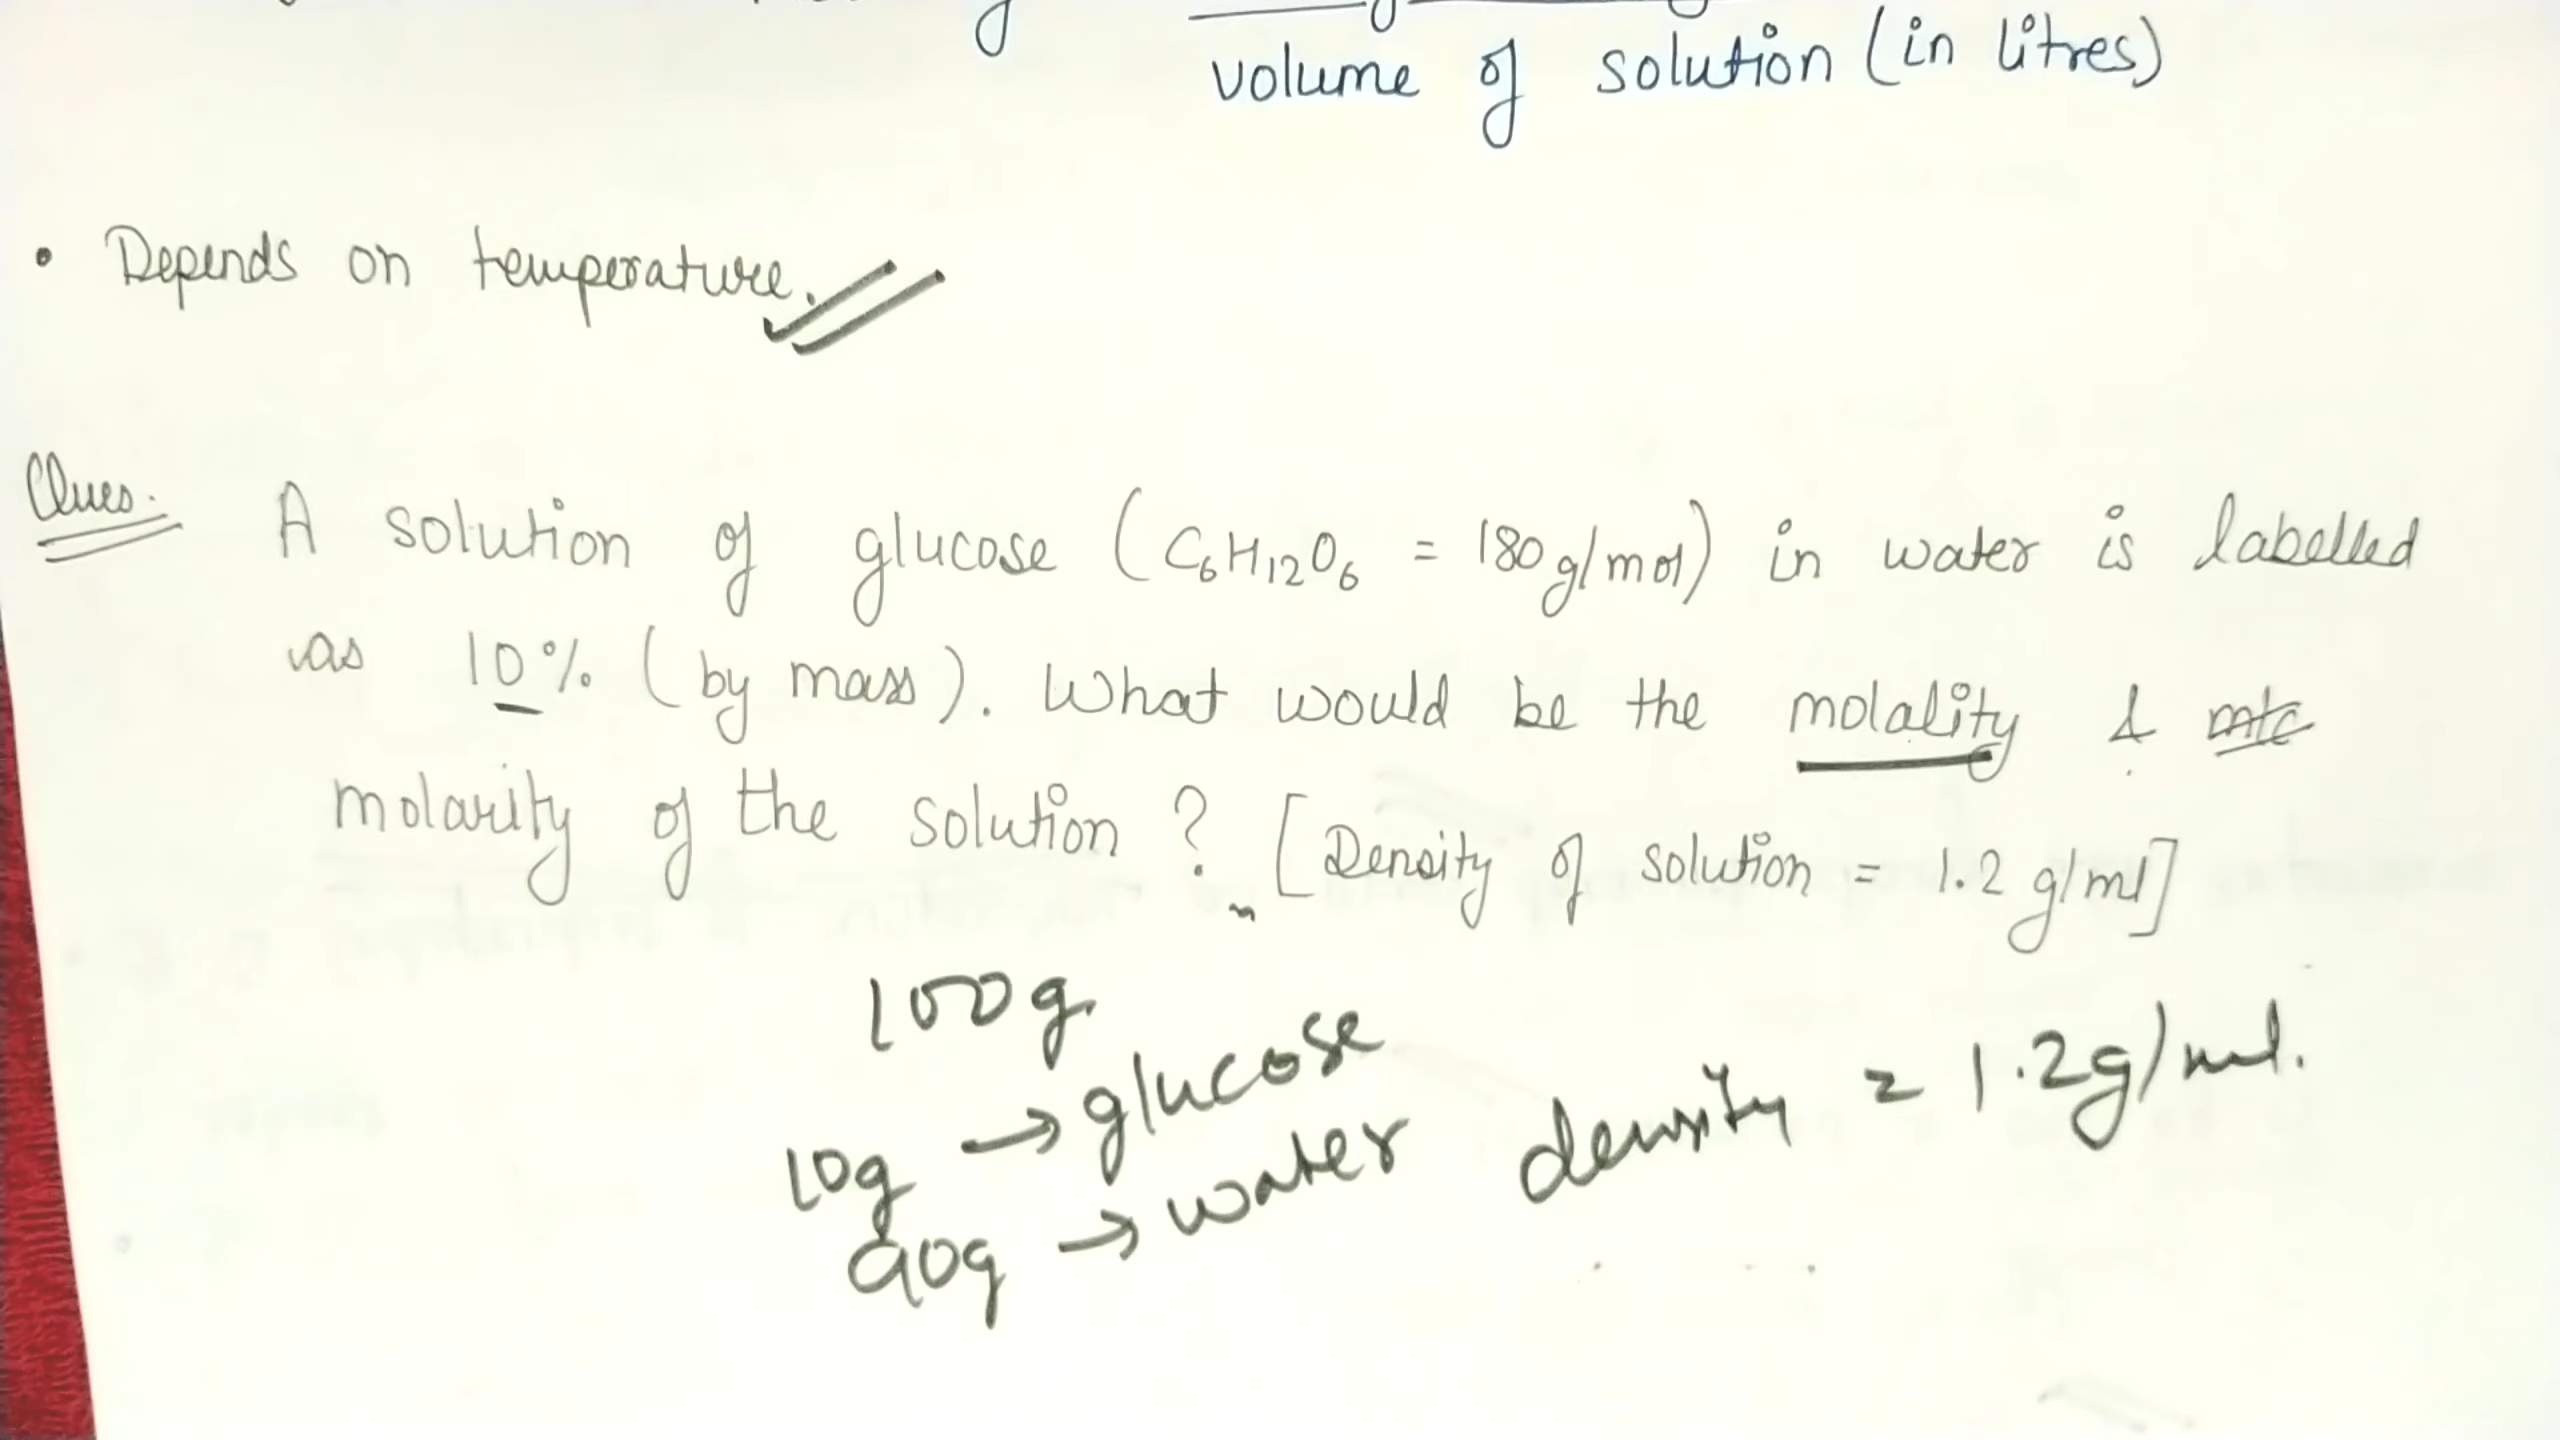 volume of solution (in litres)
• Depends on temperature.
Ques. A solution of glucose (C₆H₁₂O₆ = 180g/mol) in water is labelled
as 10% (by mass). What would be the molality &
molarity of the solution ? [Density of solution = 1.2 g/ml]
100g
10g → glucose
90g → water density = 1.2g/ml.